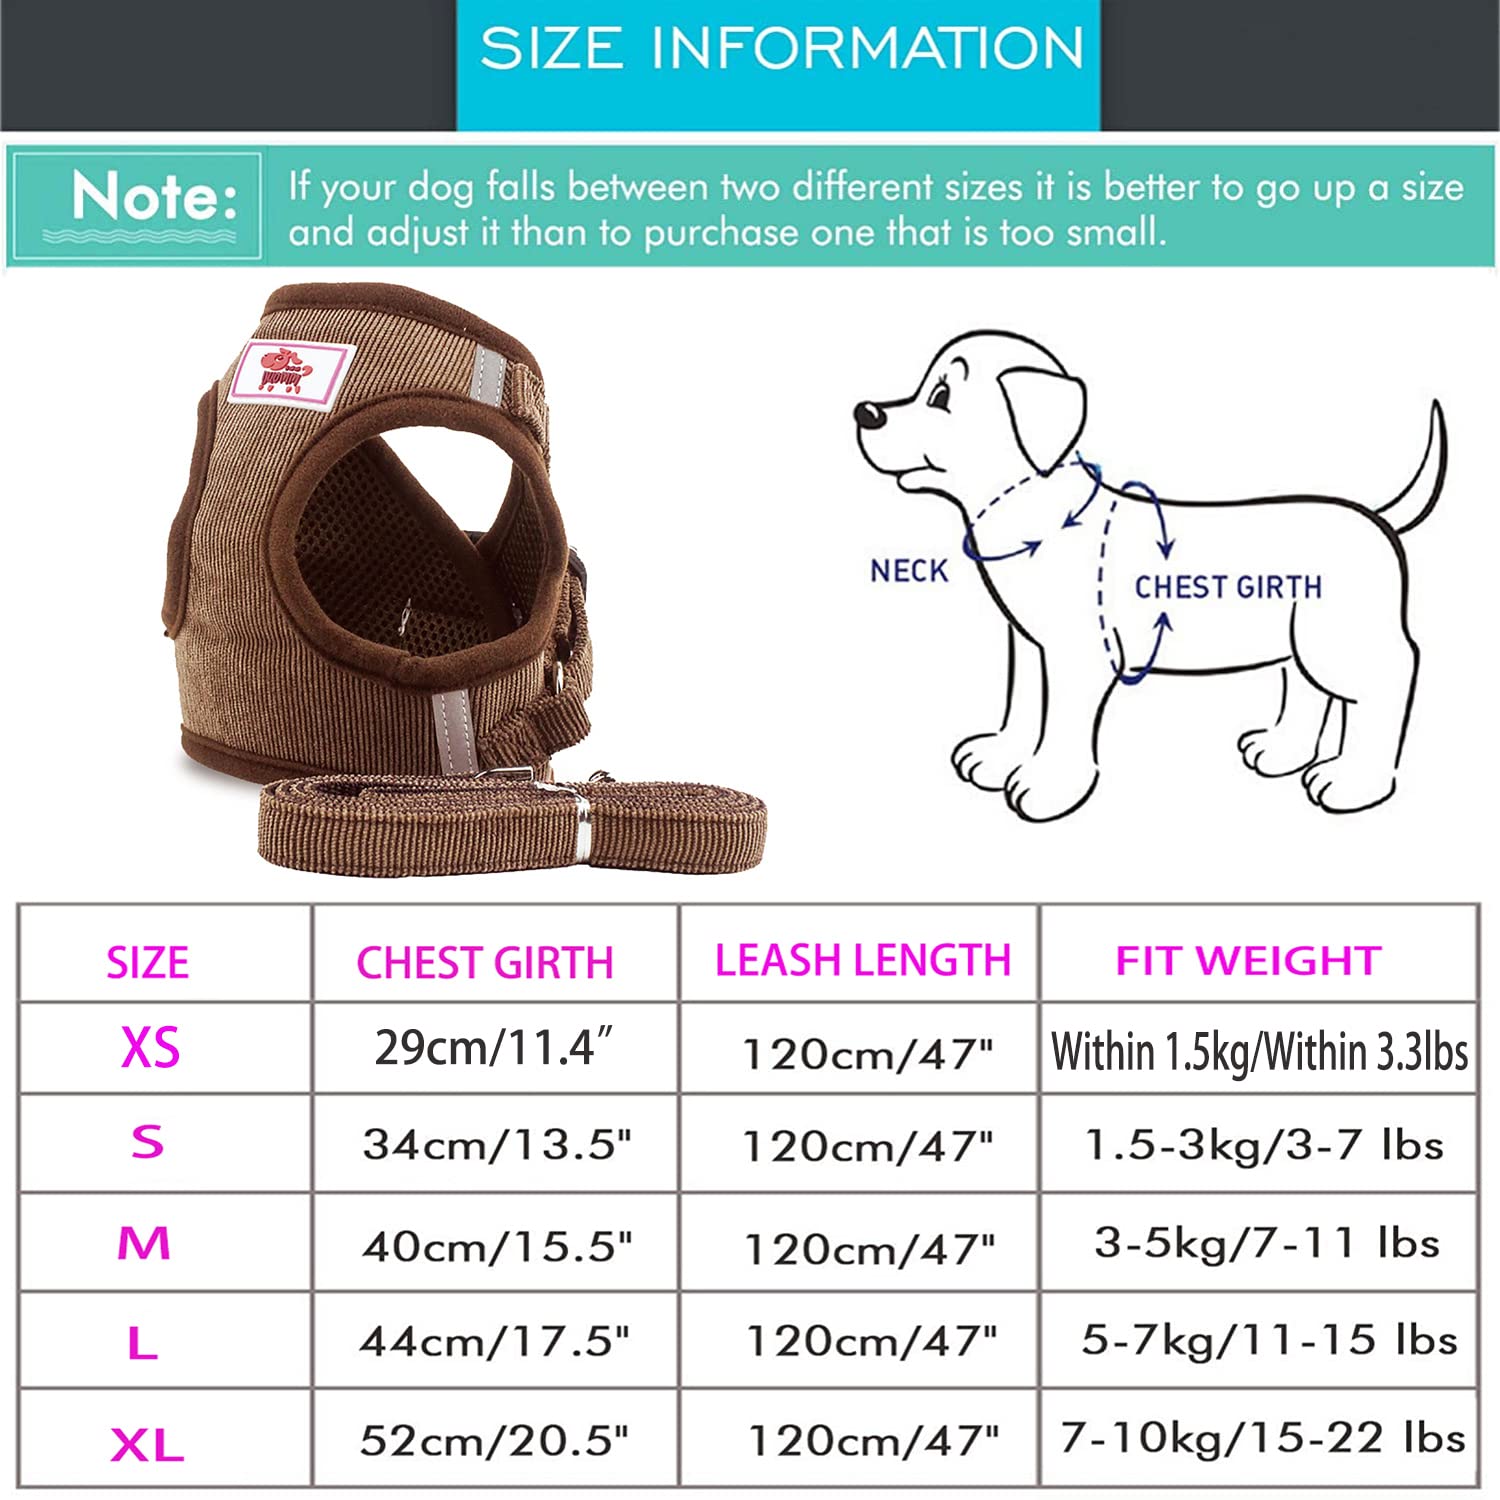 SIZE INFORMATION
Note:
If your dog falls between two different sizes it is better to go up a size
and adjust it than to purchase one that is too small.
NECK
CHEST GIRTH
SIZE CHEST GIRTH LEASH LENGTH FIT WEIGHT
XS 29cm/11.4” 120cm/47" Within 1.5kg/Within 3.3lbs
S 34cm/13.5" 120cm/47" 1.5-3kg/3-7 lbs
M 40cm/15.5" 120cm/47" 3-5kg/7-11 lbs
L 44cm/17.5" 120cm/47" 5-7kg/11-15 lbs
XL 52cm/20.5" 120cm/47" 7-10kg/15-22 lbs